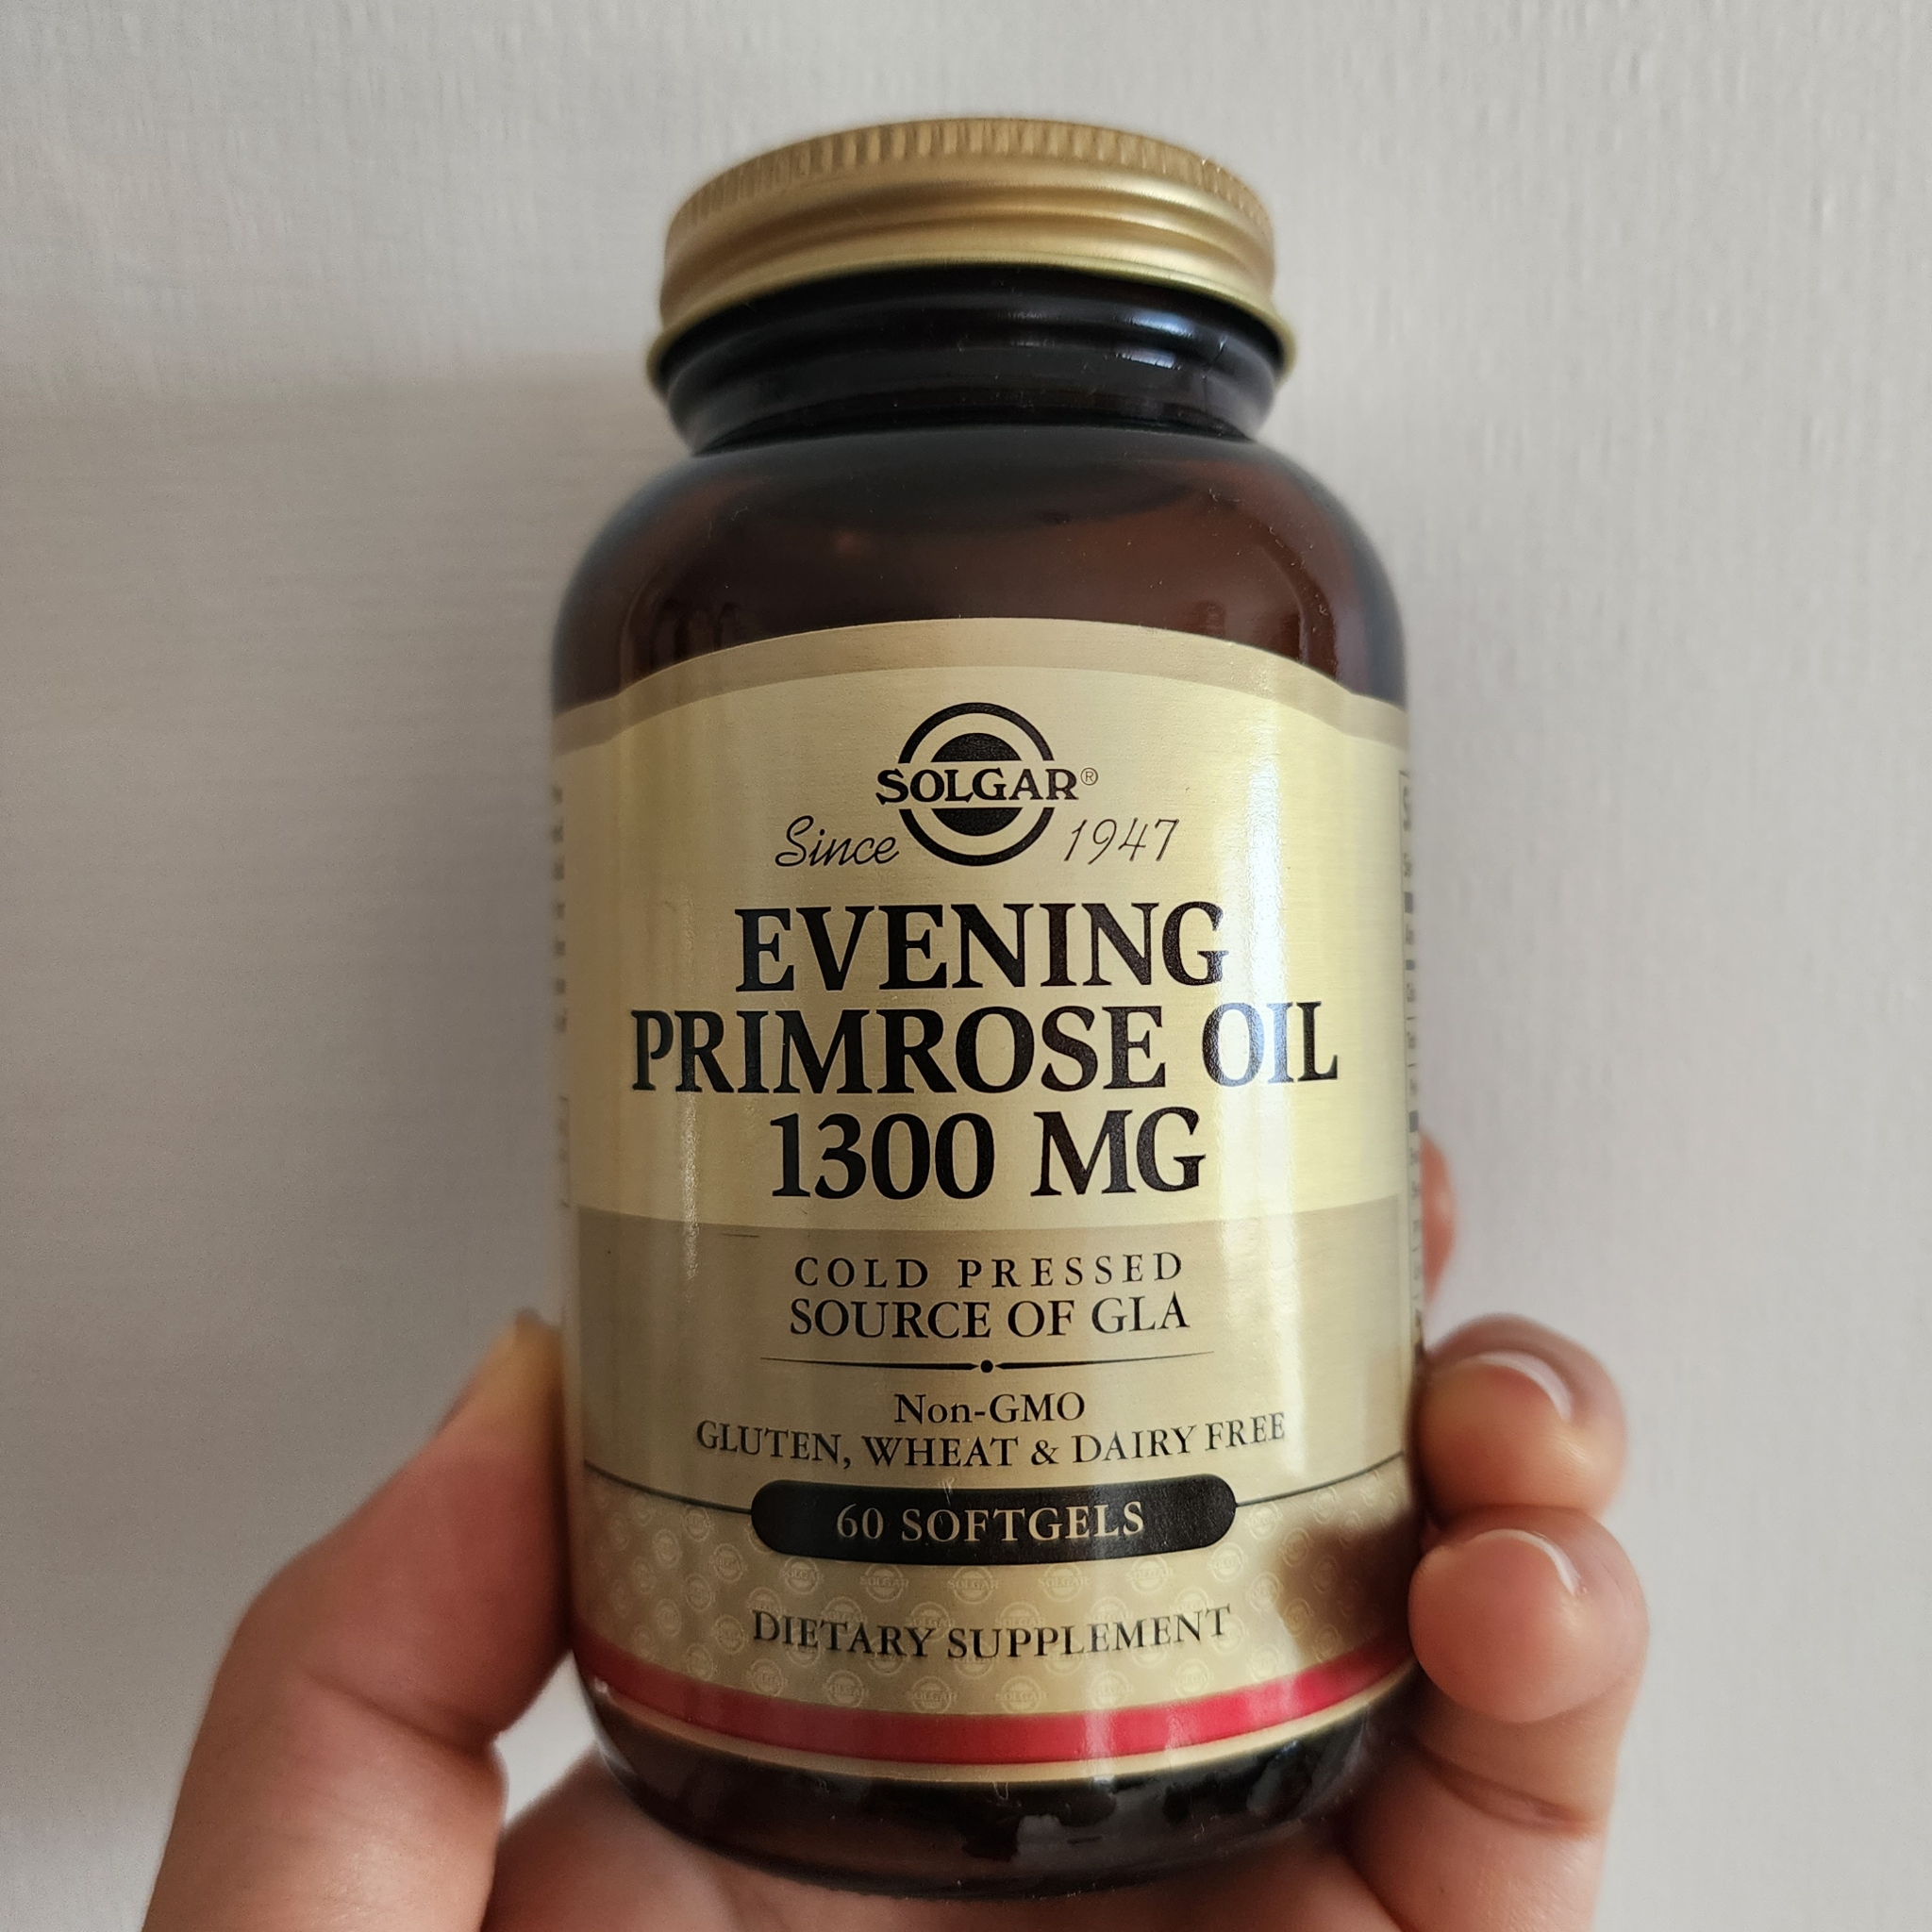 SOLGAR®
Since 1947
EVENING
PRIMROSE OIL
1300 MG
COLD PRESSED
SOURCE OF GLA
Non-GMO
GLUTEN, WHEAT & DAIRY FREE
60 SOFTGELS
DIETARY SUPPLEMENT